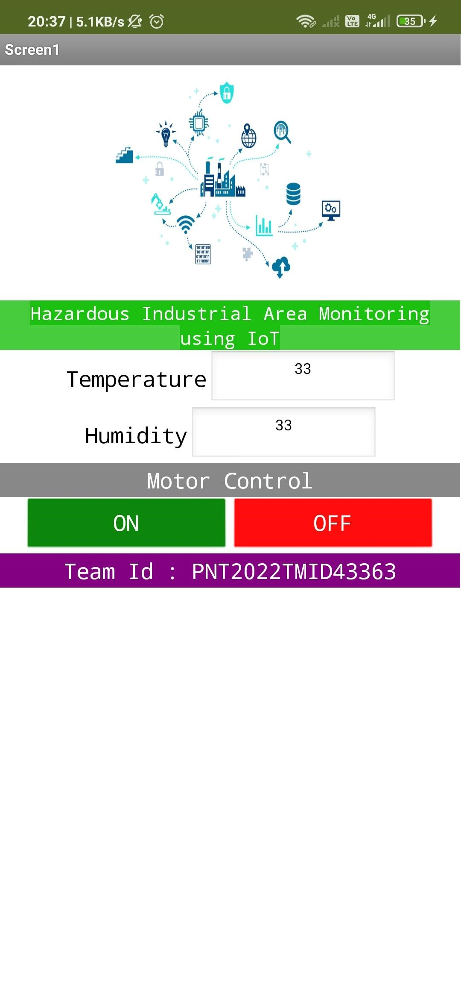 20:37 | 5.1KB/s
Vo LTE
4G
35
Screen1
1010100
1010101
0101011
1110001
Hazardous Industrial Area Monitoring
using IoT
Temperature 33
Humidity 33
Motor Control
ON OFF
Team Id : PNT2022TMID43363